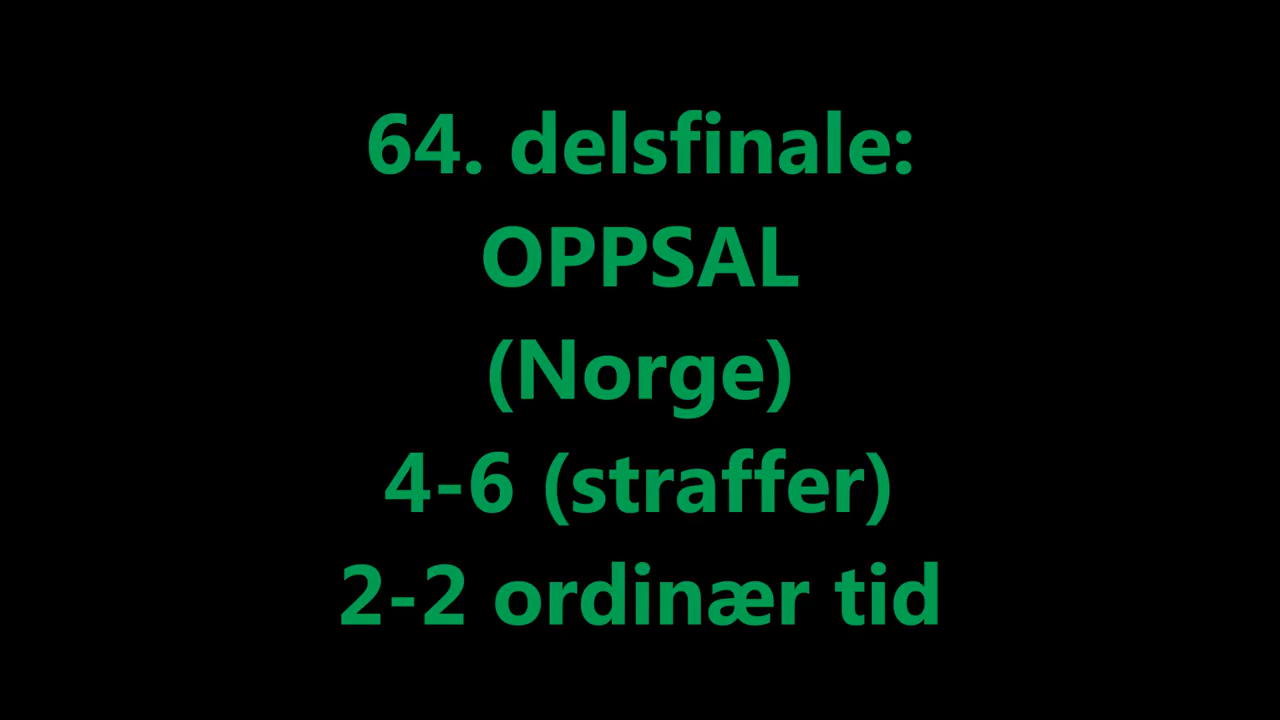 64. delsfinale:
OPPSAL
(Norge)
4-6 (straffer)
2-2 ordinær tid